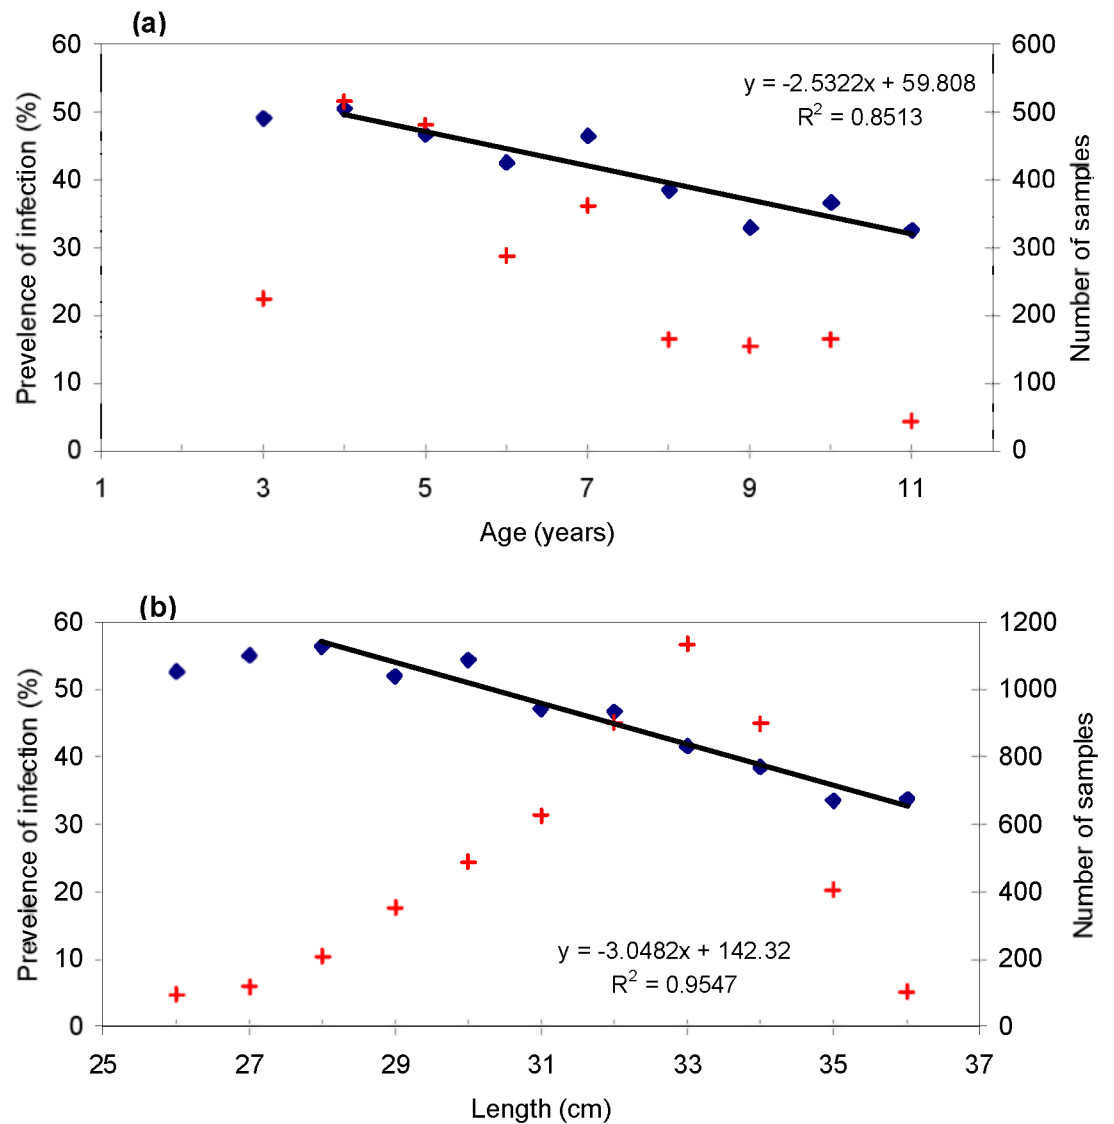 (a)
60
50
40
30
20
10
0
Prevelence of infection (%)
y = -2.5322x + 59.808
R² = 0.8513
600
500
400
300
200
100
0
Number of samples
1 3 5 7 9 11
Age (years)
(b)
60
50
40
30
20
10
0
Prevelence of infection (%)
y = -3.0482x + 142.32
R² = 0.9547
1200
1000
800
600
400
200
0
Number of samples
25 27 29 31 33 35 37
Length (cm)